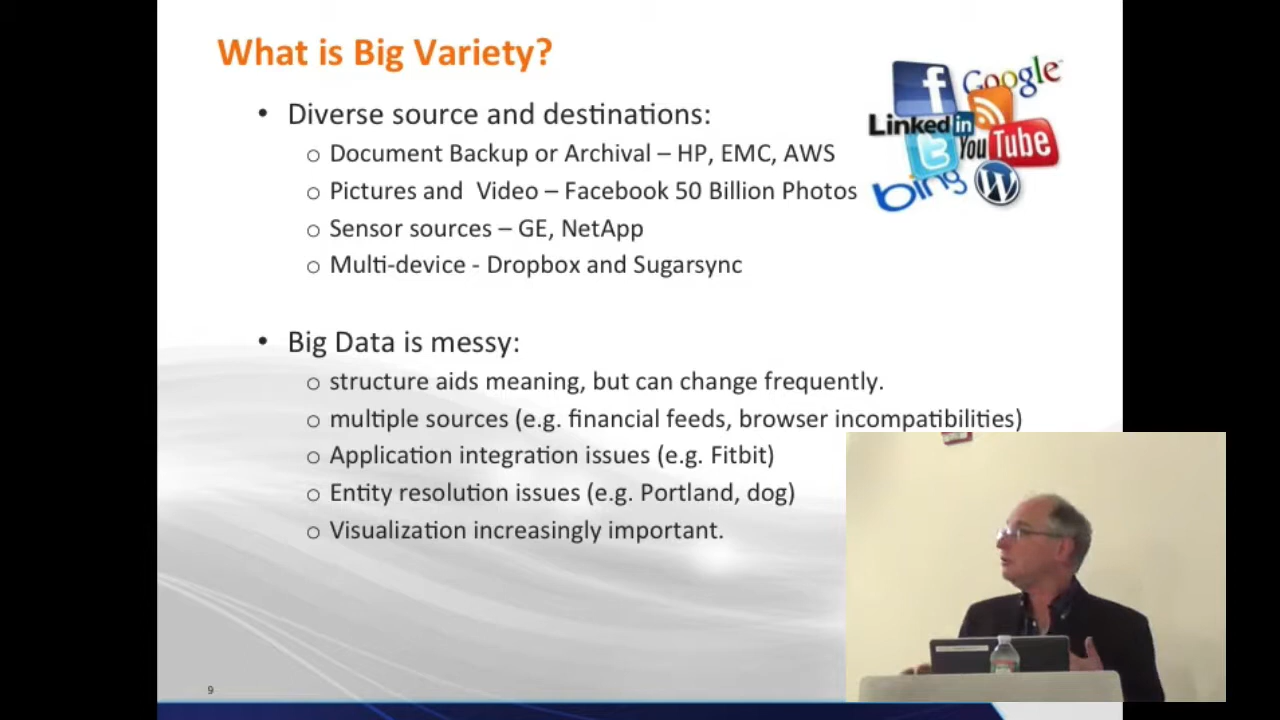 What is Big Variety?
• Diverse source and destinations:
o Document Backup or Archival – HP, EMC, AWS
o Pictures and  Video – Facebook 50 Billion Photos
o Sensor sources – GE, NetApp
o Multi-device - Dropbox and Sugarsync
• Big Data is messy:
o structure aids meaning, but can change frequently.
o multiple sources (e.g. financial feeds, browser incompatibilities)
o Application integration issues (e.g. Fitbit)
o Entity resolution issues (e.g. Portland, dog)
o Visualization increasingly important.
9
f
Google
Linked in
t
You Tube
bing
W